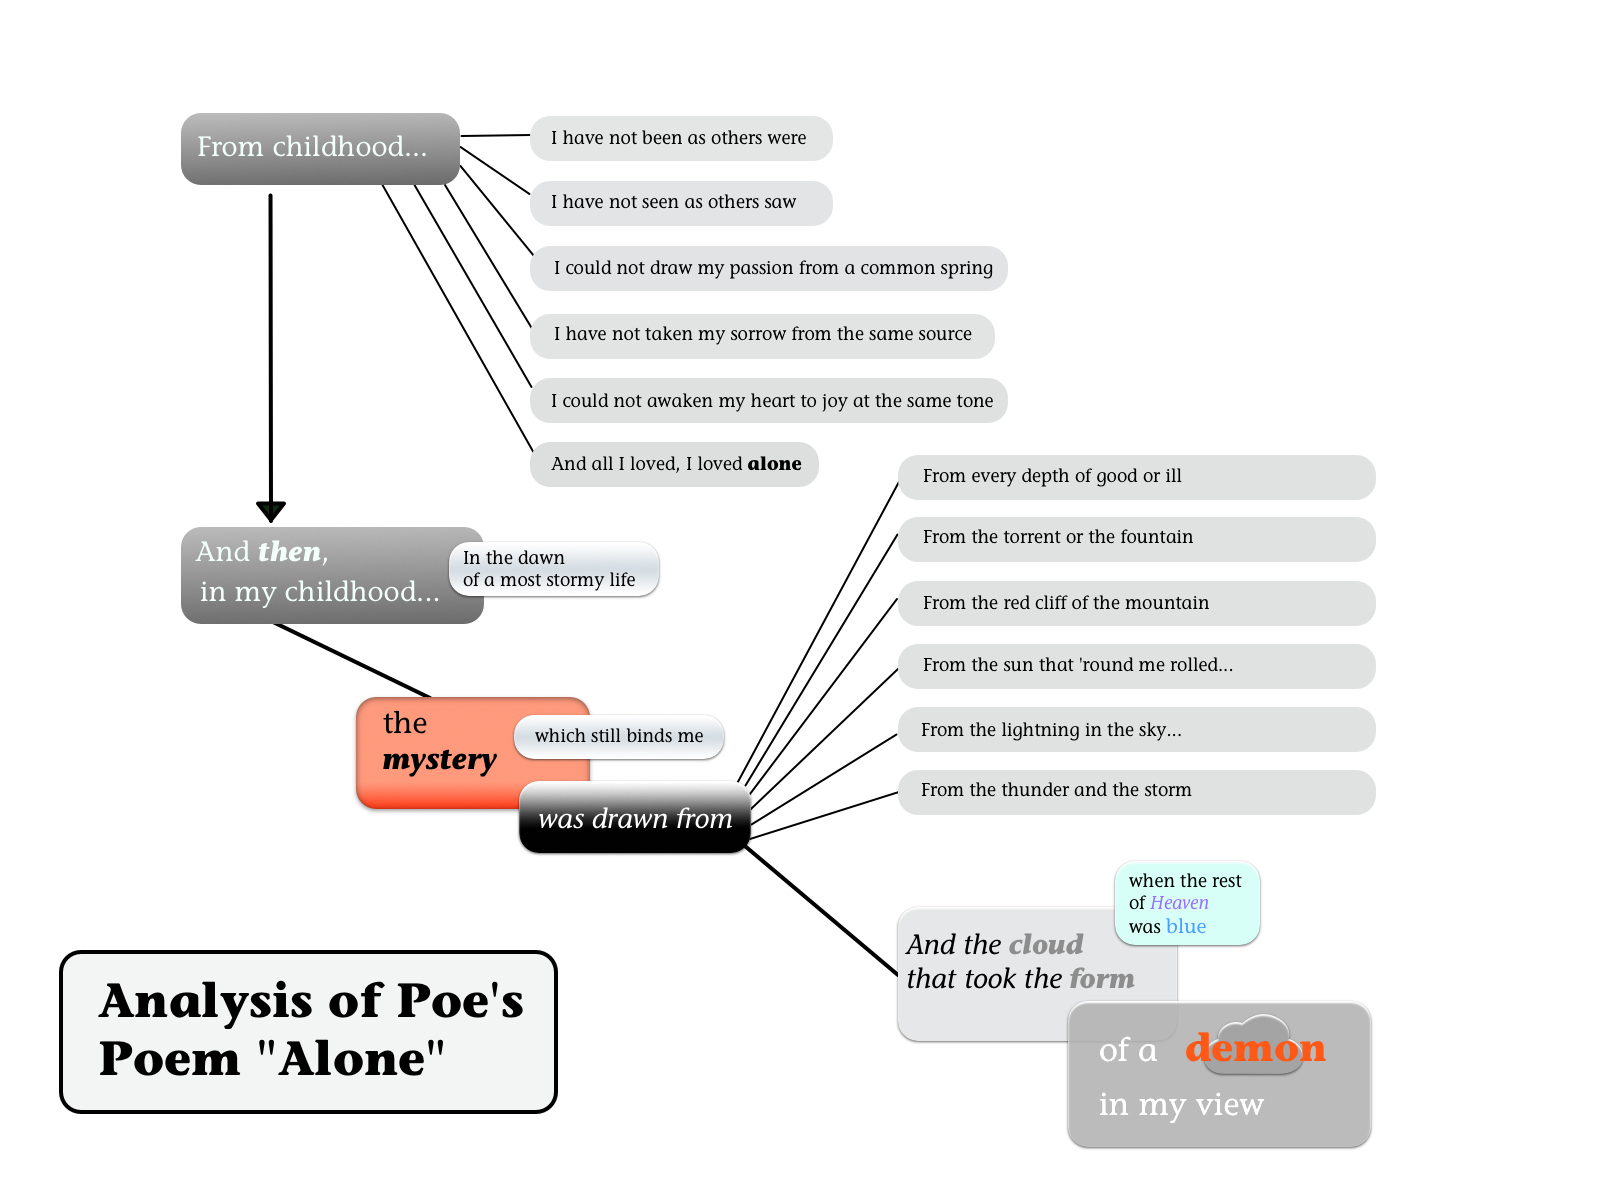 From childhood...
I have not been as others were
I have not seen as others saw
I could not draw my passion from a common spring
I have not taken my sorrow from the same source
I could not awaken my heart to joy at the same tone
And all I loved, I loved alone
And then,
in my childhood...
In the dawn
of a most stormy life
the
mystery
which still binds me
was drawn from
From every depth of good or ill
From the torrent or the fountain
From the red cliff of the mountain
From the sun that 'round me rolled...
From the lightning in the sky...
From the thunder and the storm
And the cloud
that took the form
when the rest
of Heaven
was blue
of a demon
in my view
Analysis of Poe's
Poem "Alone"